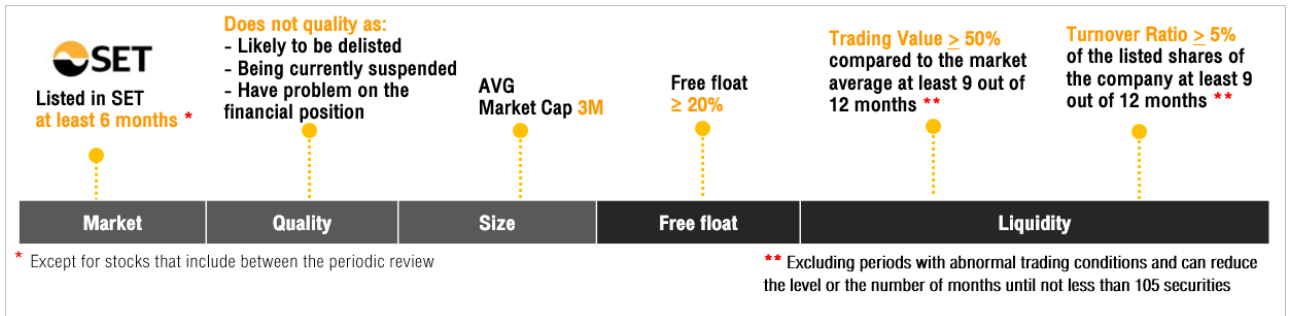 SET
Listed in SET
at least 6 months *
Does not quality as:
- Likely to be delisted
- Being currently suspended
- Have problem on the
financial position
AVG
Market Cap 3M
Free float
≥ 20%
Trading Value ≥ 50%
compared to the market
average at least 9 out of
12 months **
Turnover Ratio ≥ 5%
of the listed shares of
the company at least 9
out of 12 months **
Market
Quality
Size
Free float
Liquidity
* Except for stocks that include between the periodic review
** Excluding periods with abnormal trading conditions and can reduce
the level or the number of months until not less than 105 securities